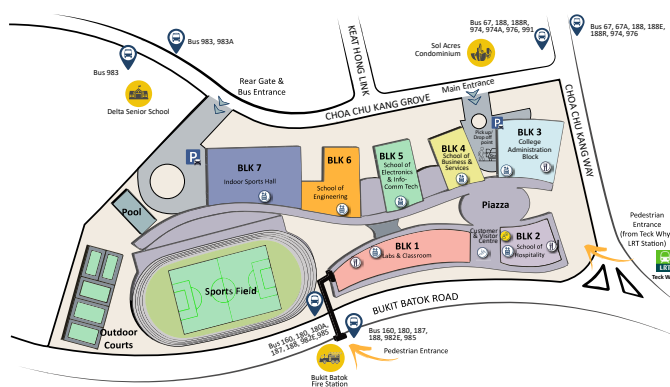 Bus 67, 188, 188R,
974, 974A, 976, 991
Bus 67, 67A, 188, 188E,
188R, 974, 976
Bus 983, 983A
KEAT HONG LINK
Sol Acres
Condominium
Bus 983
Rear Gate &
Bus Entrance
Main Entrance
Delta Senior School
CHOA CHU KANG GROVE
CHOA CHU KANG WAY
P
P
Pick up/
Drop off
point
BLK 3
College
Administration
Block
BLK 4
School of
Business &
Services
BLK 5
School of
Electronics
& Info-
Comm Tech
BLK 6
School of
Engineering
BLK 7
Indoor Sports Hall
Pool
Piazza
Pedestrian
Entrance
(from Teck Why
LRT Station)
LRT
Teck W
Customer
& Visitor
Centre
BLK 2
School of
Hospitality
BLK 1
Labs & Classroom
Sports Field
BUKIT BATOK ROAD
Outdoor
Courts
Bus 160, 180, 180A,
187, 188, 982E,985
Bus 160, 180, 187,
188, 982E, 985
Pedestrian Entrance
Bukit Batok
Fire Station